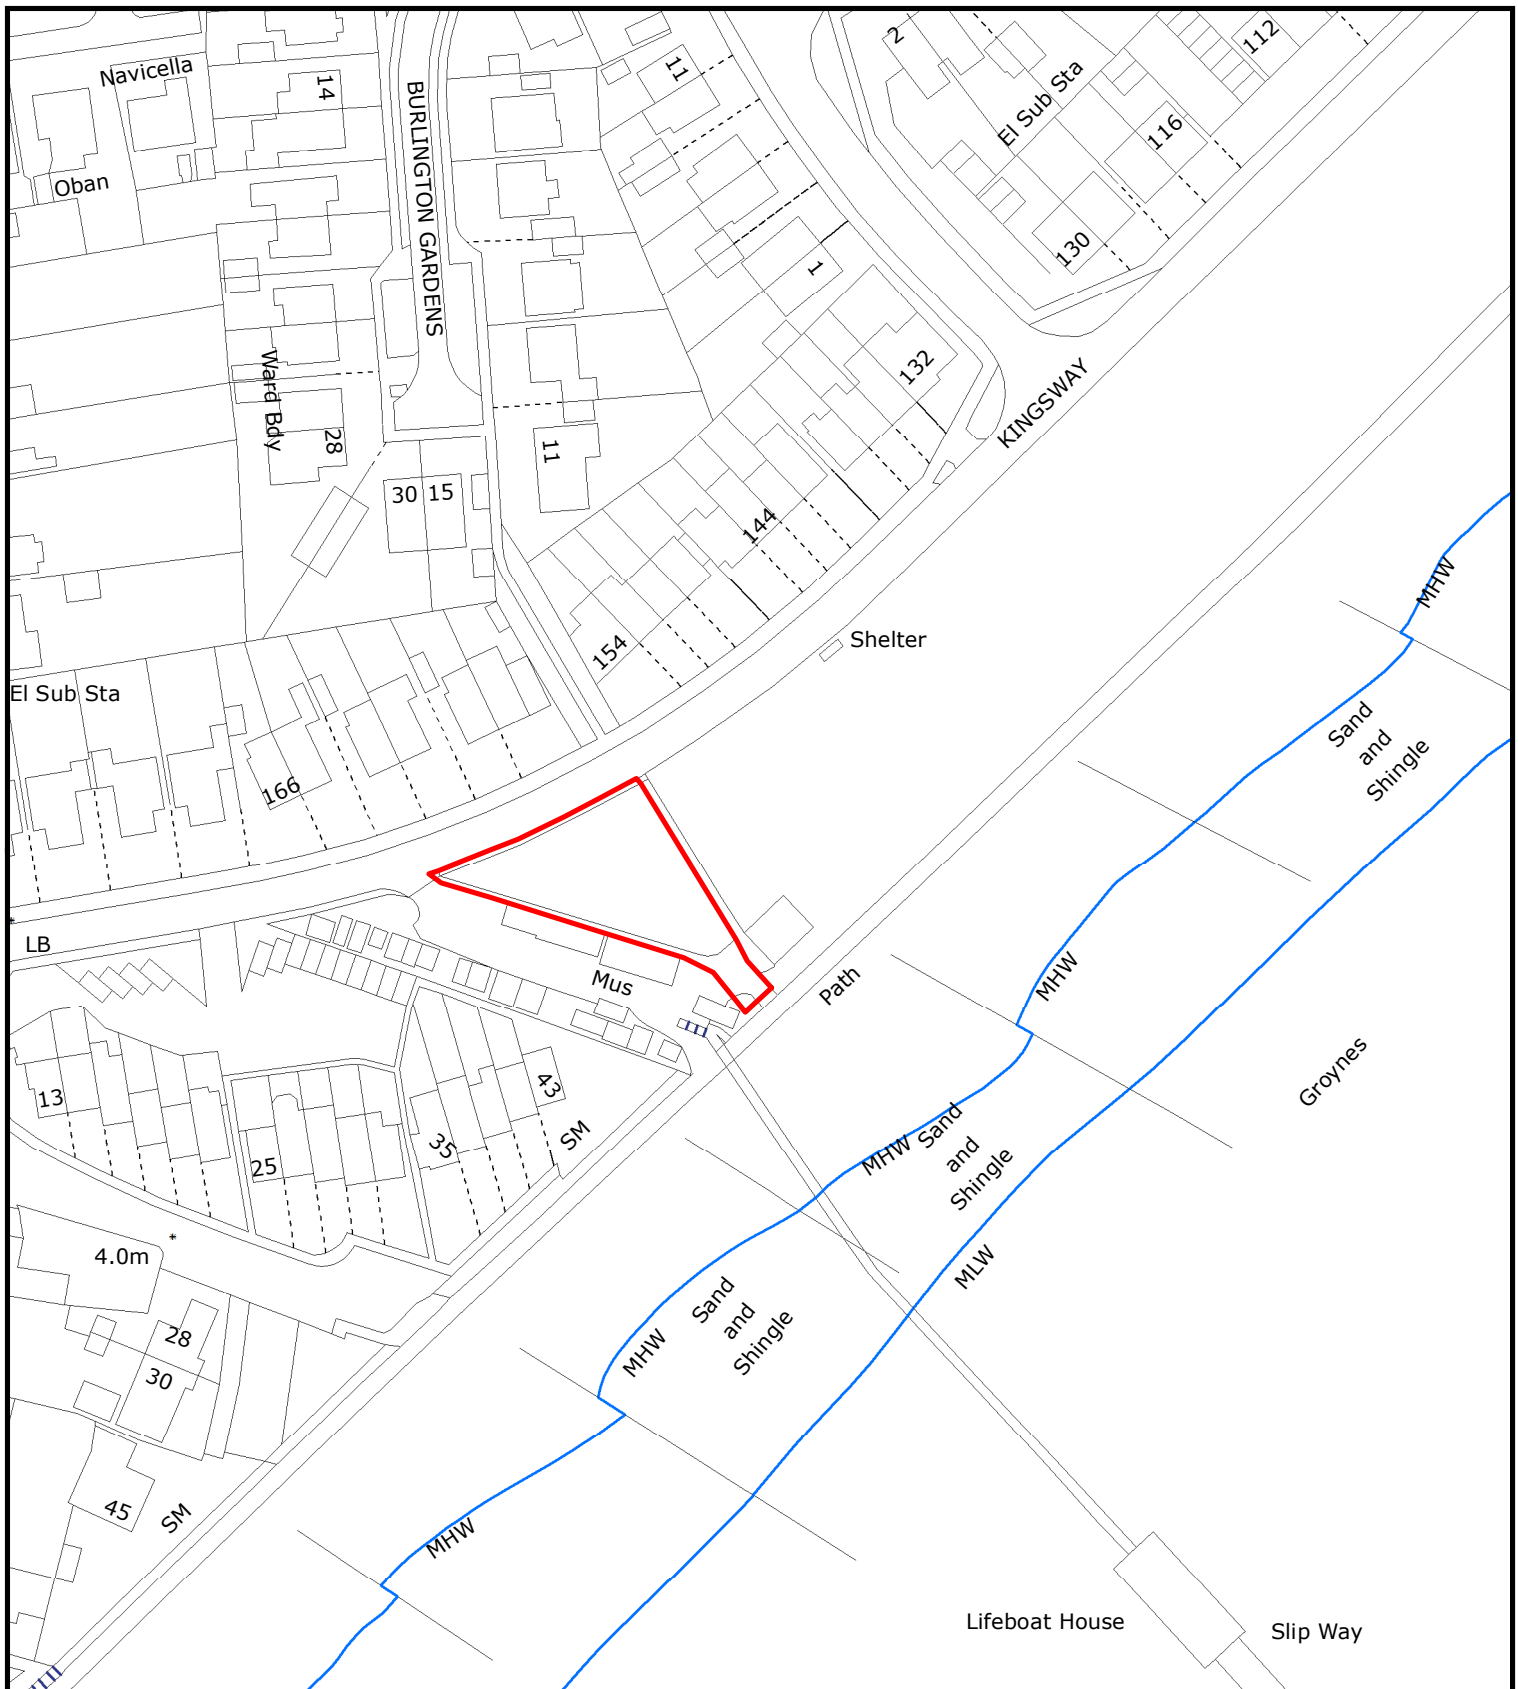 2
112
Navicella
14
11
El Sub Sta
116
BURLINGTON GARDENS
Oban
130
1
132
KINGSWAY
Ward Bdy
28
11
30
15
144
MHW
154
Shelter
El Sub Sta
Sand
and
Shingle
166
LB
Mus
Path
MHW
13
43
Groynes
35
SM
25
MHW
Sand
and
Shingle
4.0m
MLW
Sand
and
Shingle
28
30
MHW
45
SM
MHW
Lifeboat House
Slip Way